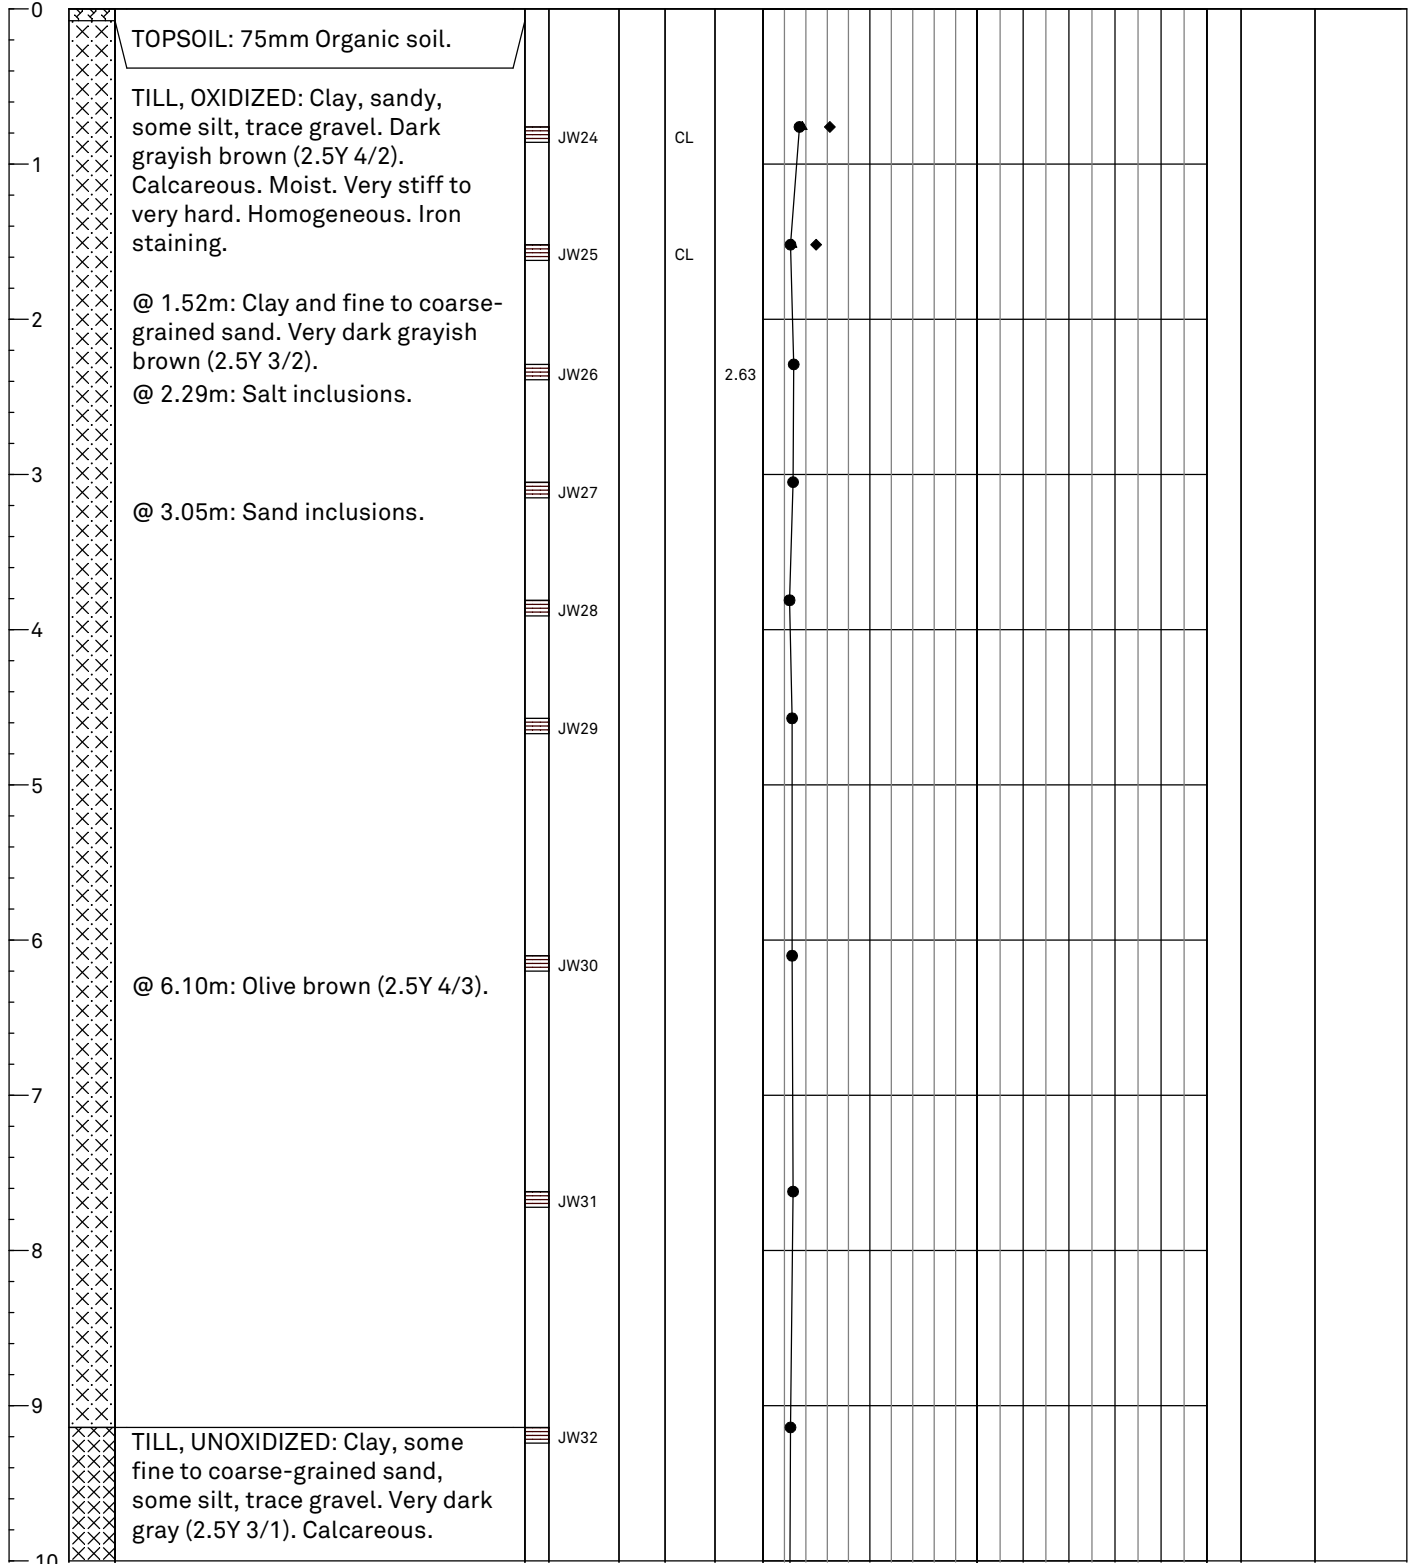 0
TOPSOIL: 75mm Organic soil.
TILL, OXIDIZED: Clay, sandy,
some silt, trace gravel. Dark
grayish brown (2.5Y 4/2).
Calcareous. Moist. Very stiff to
very hard. Homogeneous. Iron
staining.
JW24
CL
1
JW25
CL
@ 1.52m: Clay and fine to coarse-
grained sand. Very dark grayish
brown (2.5Y 3/2).
2
@ 2.29m: Salt inclusions.
JW26
2.63
3
JW27
@ 3.05m: Sand inclusions.
JW28
4
JW29
5
6
JW30
@ 6.10m: Olive brown (2.5Y 4/3).
7
JW31
8
9
JW32
TILL, UNOXIDIZED: Clay, some
fine to coarse-grained sand,
some silt, trace gravel. Very dark
gray (2.5Y 3/1). Calcareous.
10